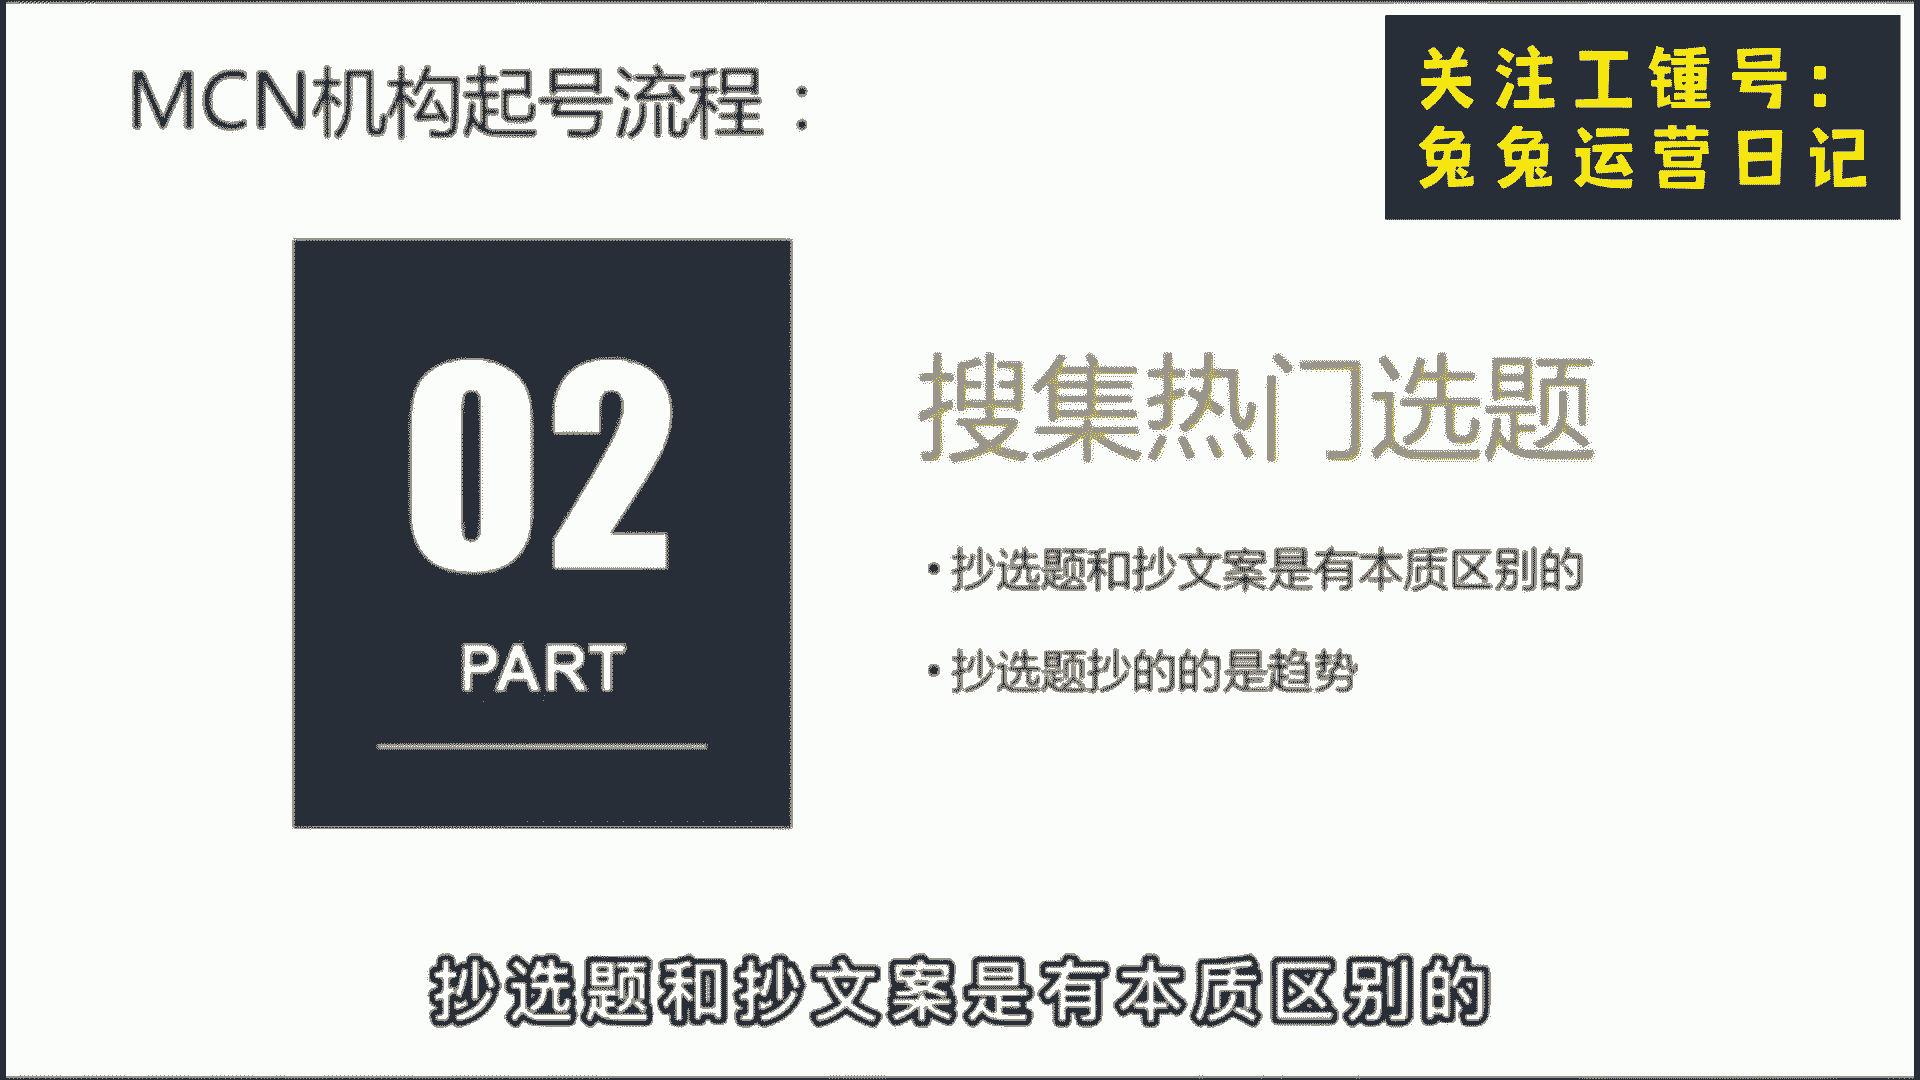 MCN机构起号流程：
关注工锺号：
兔兔运营日记
02
PART
搜集热门选题
• 抄选题和抄文案是有本质区别的
• 抄选题抄的的是趋势
抄选题和抄文案是有本质区别的